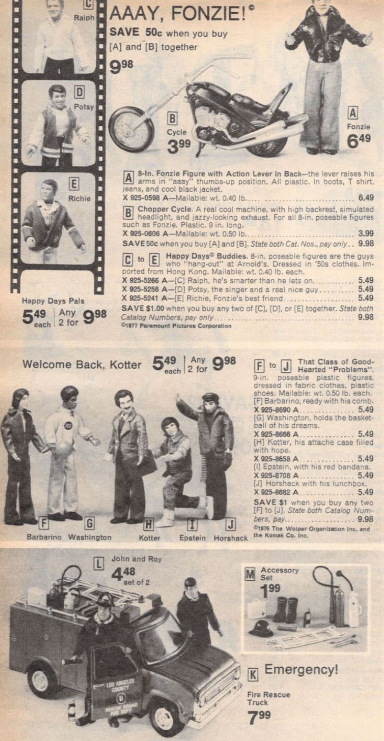 C
Ralph
D
Potsy
E
Richie
Happy Days Pals
5.49 each | Any 2 for 9.98
AAAY, FONZIE!©
SAVE 50c when you buy
[A] and [B] together
9.98
B
Cycle
3.99
A
Fonzie
6.49
A 8-In. Fonzie Figure with Action Lever in Back—the lever raises his
arms in "aaay" thumbs-up position. All plastic. In boots, T shirt,
jeans, and cool black jacket.
X 925-0598 A—Mailable: wt. 0.40 lb. 6.49
B Chopper Cycle. A real cool machine, with high backrest, simulated
headlight, and jazzy-looking exhaust. For all 8-in. poseable figures
such as Fonzie. Plastic. 9 in. long.
X 925-0606 A—Mailable: wt. 0.50 lb. 3.99
SAVE 50c when you buy [A] and [B]. State both Cat. Nos., pay only . . 9.98
C to E Happy Days© Buddies. 8-in. poseable figures are the guys
who "hang-out" at Arnold's. Dressed in '50s clothes. Im-
ported from Hong Kong. Mailable: wt. 0.40 lb. each.
X 925-5266 A—[C] Ralph, he's smarter than he lets on. 5.49
X 925-5258 A—[D] Potsy, the singer and a real nice guy. 5.49
X 925-5241 A—[E] Richie, Fonzie's best friend. 5.49
SAVE $1.00 when you buy any two of [C], [D], or [E] together. State both
Catalog Numbers, pay only 9.98
©1977 Paramount Pictures Corporation
Welcome Back, Kotter 5.49 each | Any 2 for 9.98
F
Barbarino
G
Washington
H
Kotter
I
Epstein
J
Horshack
F to J That Class of Good-
Hearted "Problems".
9-in. poseable plastic figures,
dressed in fabric clothes, plastic
shoes. Mailable: wt. 0.50 lb. each.
[F] Barbarino, ready with his comb.
X 925-8690 A 5.49
[G] Washington, holds the basket-
ball of his dreams.
X 925-8666 A 5.49
[H] Kotter, his attache case filled
with hope.
X 925-8658 A 5.49
[I] Epstein, with his red bandana.
X 925-8708 A 5.49
[J] Horshack with his lunchbox.
X 925-8682 A 5.49
SAVE $1 when you buy any two
[F] to [J]. State both Catalog Num-
bers, pay 9.98
©1976 The Wolper Organisation Inc. and
the Komak Co. Inc.
L
John and Roy
4.48
set of 2
M
Accessory
Set
1.99
LOS ANGELES
COUNTY
K Emergency!
Fire Rescue
Truck
7.99